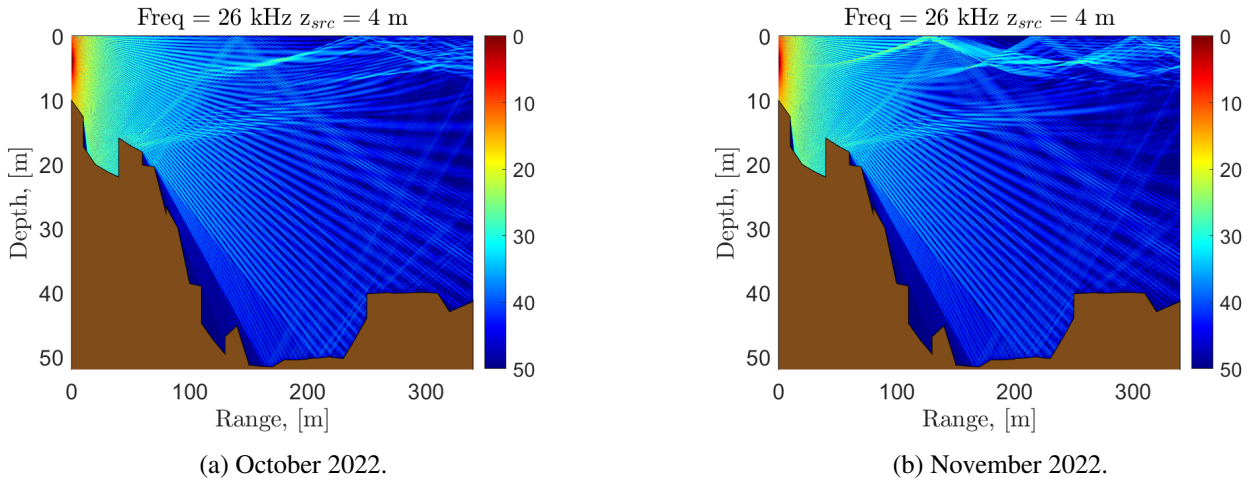 Freq = 26 kHz z_src = 4 m
0
10
20
30
40
50
Depth, [m]
0 100 200 300
Range, [m]
0
10
20
30
40
50
(a) October 2022.
Freq = 26 kHz z_src = 4 m
0
10
20
30
40
50
Depth, [m]
0 100 200 300
Range, [m]
0
10
20
30
40
50
(b) November 2022.